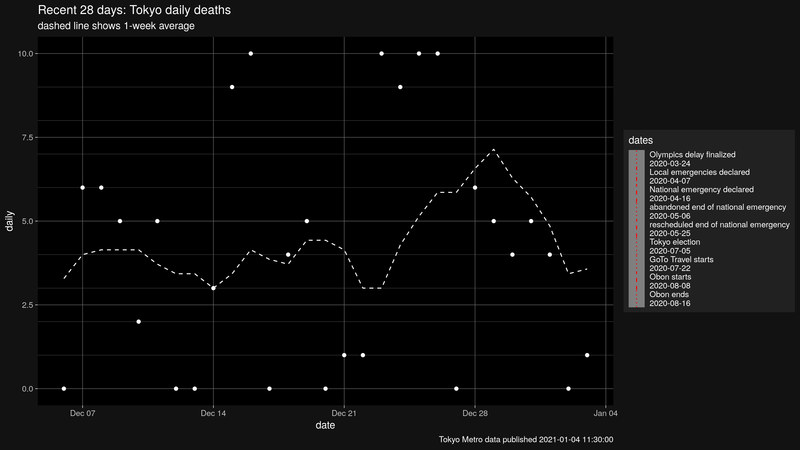 Recent 28 days: Tokyo daily deaths
dashed line shows 1-week average
10.0
7.5
5.0
2.5
0.0
daily
Dec 07
Dec 14
Dec 21
Dec 28
Jan 04
date
Tokyo Metro data published 2021-01-04 11:30:00
dates
Olympics delay finalized
2020-03-24
Local emergencies declared
2020-04-07
National emergency declared
2020-04-16
abandoned end of national emergency
2020-05-06
rescheduled end of national emergency
2020-05-25
Tokyo election
2020-07-05
GoTo Travel starts
2020-07-22
Obon starts
2020-08-08
Obon ends
2020-08-16